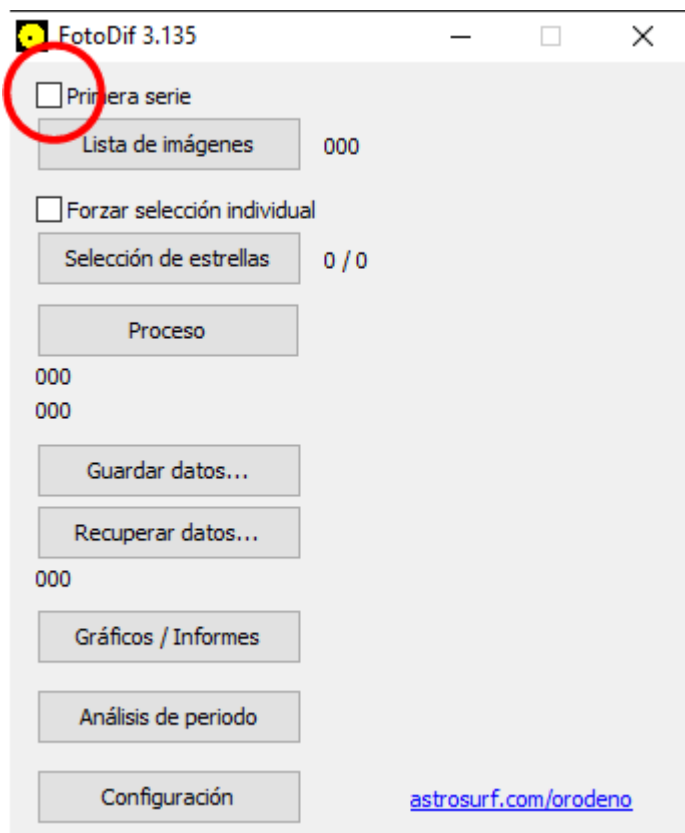 FotoDif 3.135
Primera serie
Lista de imágenes 000
Forzar selección individual
Selección de estrellas 0 / 0
Proceso
000
000
Guardar datos...
Recuperar datos...
000
Gráficos / Informes
Análisis de periodo
Configuración astrosurf.com/orodeno